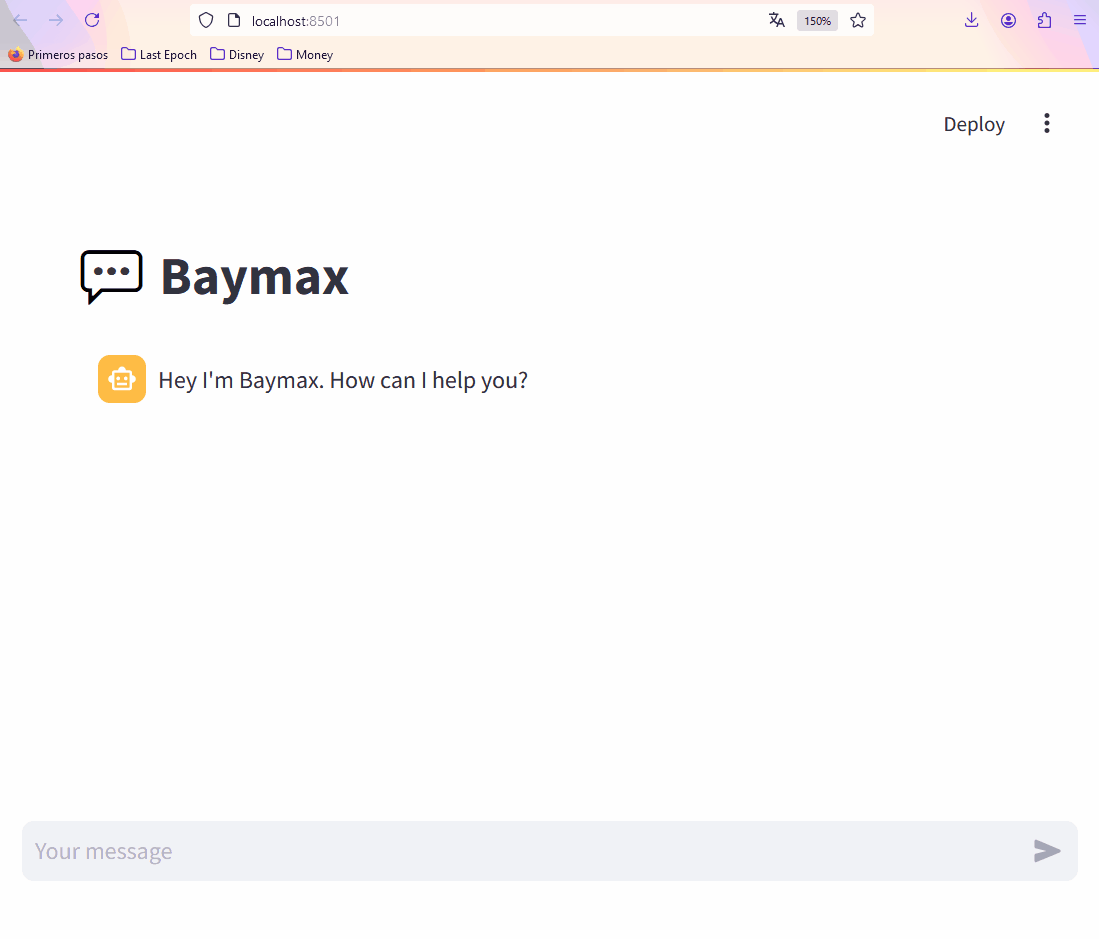 localhost:8501 150%
Primeros pasos Last Epoch Disney Money
Deploy
Baymax
Hey I'm Baymax. How can I help you?
Your message